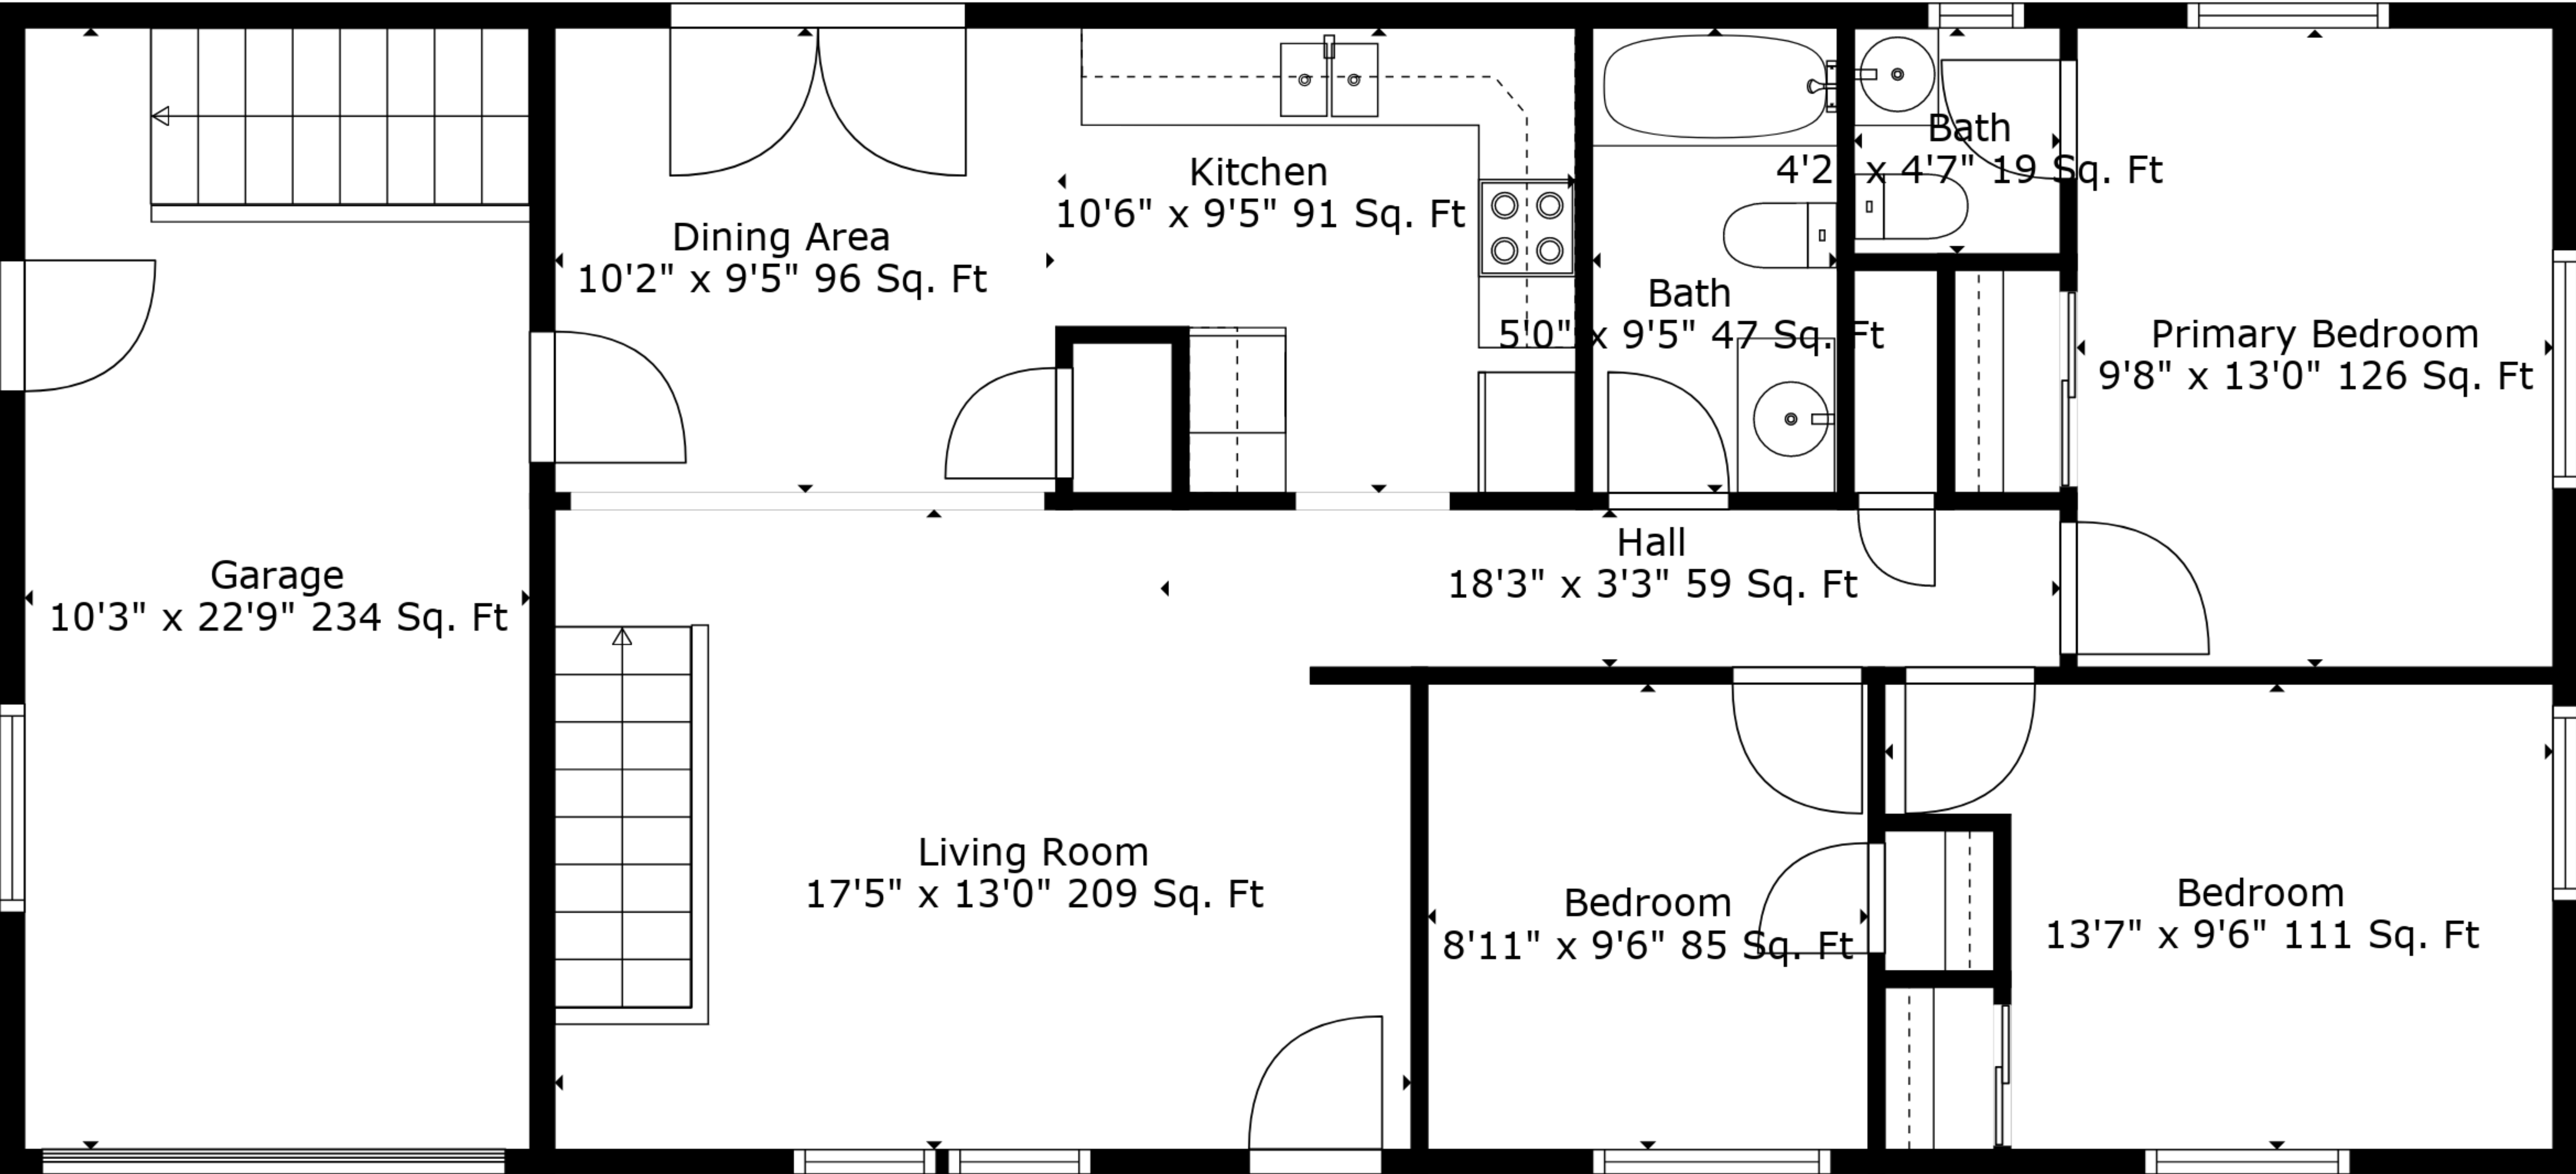 Bath
4'2" x 4'7" 19 Sq. Ft
Kitchen
10'6" x 9'5" 91 Sq. Ft
Dining Area
10'2" x 9'5" 96 Sq. Ft
Bath
5'0" x 9'5" 47 Sq. Ft
Primary Bedroom
9'8" x 13'0" 126 Sq. Ft
Hall
18'3" x 3'3" 59 Sq. Ft
Garage
10'3" x 22'9" 234 Sq. Ft
Living Room
17'5" x 13'0" 209 Sq. Ft
Bedroom
8'11" x 9'6" 85 Sq. Ft
Bedroom
13'7" x 9'6" 111 Sq. Ft